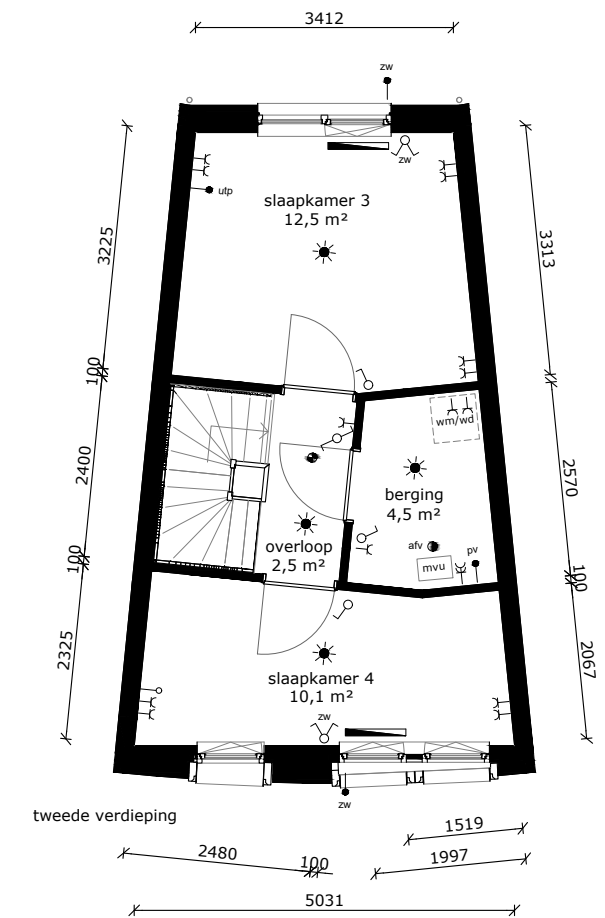 3412
zw
zw
utp
slaapkamer 3
12,5 m²
3225
3313
100
wm/wd
2400
2570
berging
4,5 m²
overloop
2,5 m²
afv
pv
mvu
100
100
2325
2067
slaapkamer 4
10,1 m²
zw
zw
tweede verdieping
1519
2480
100
1997
5031